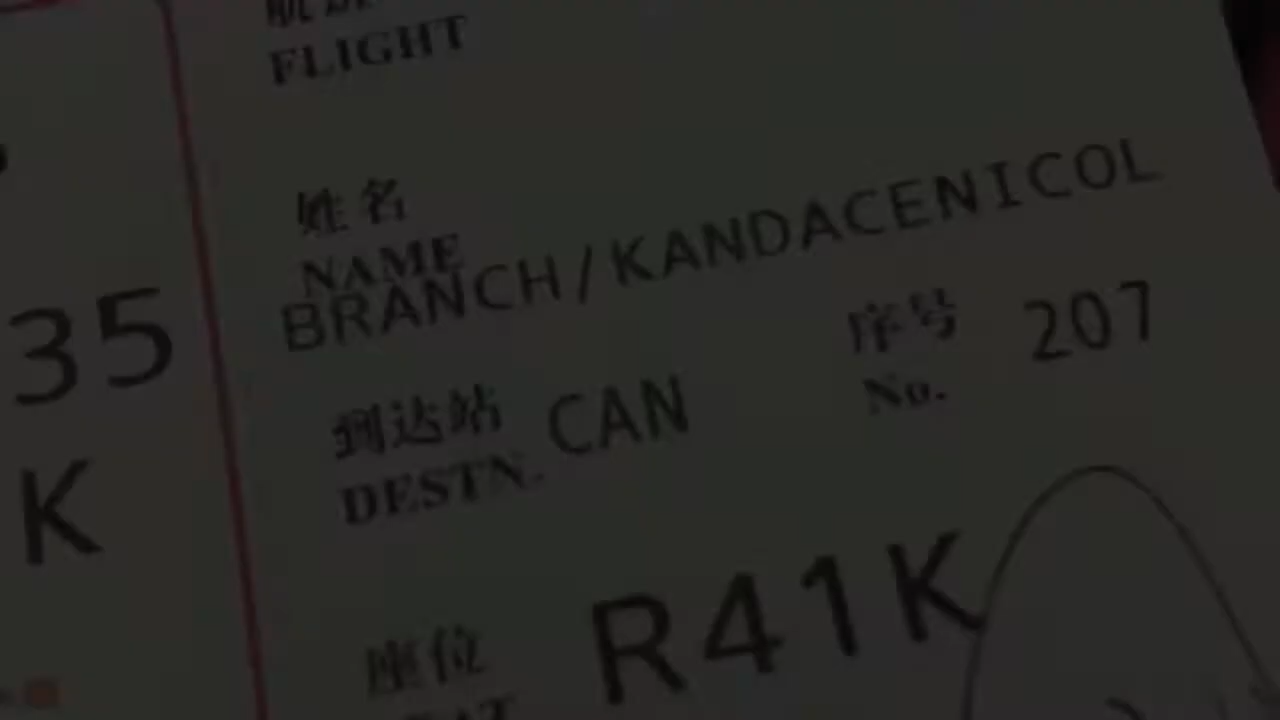 FLIGHT
姓名
NAME
BRANCH/KANDACENICOL
35
序号 207
No.
到达站 CAN
DESTN.
K
R41K
座位